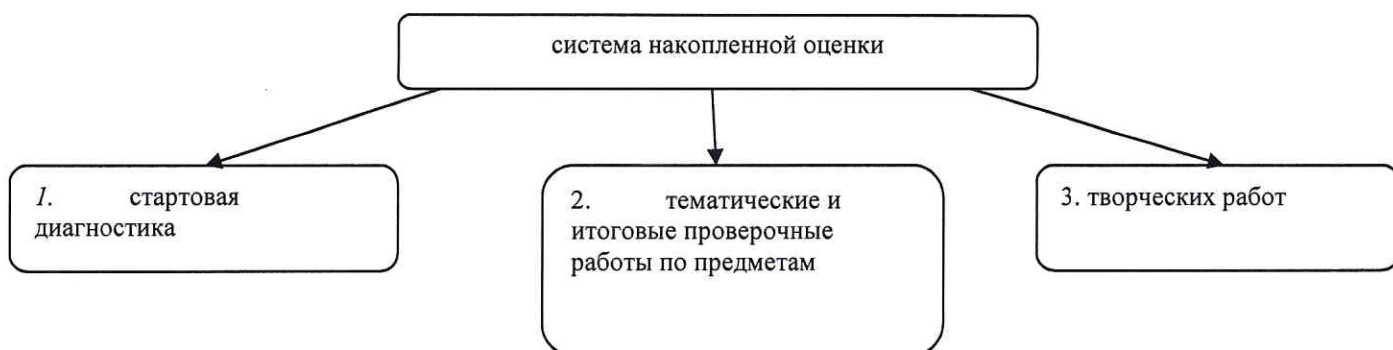 система накопленной оценки
1. стартовая
диагностика
2. тематические и
итоговые проверочные
работы по предметам
3. творческих работ